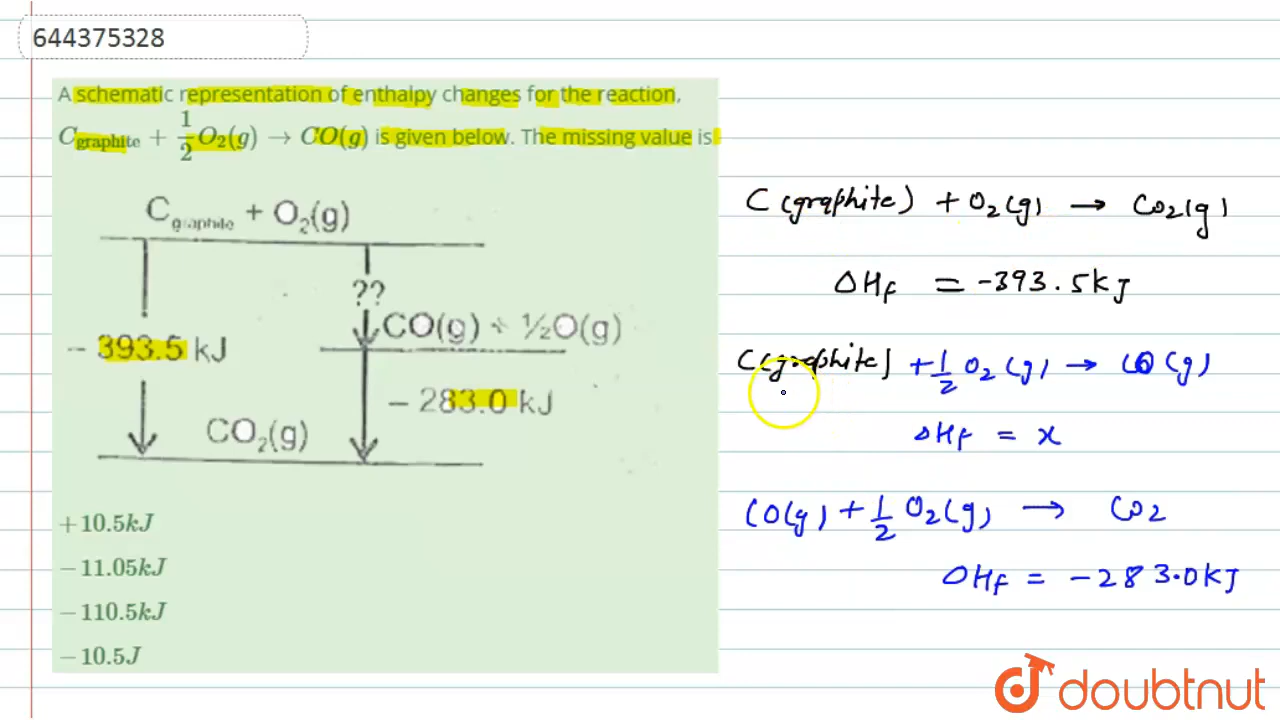 644375328
A schematic representation of enthalpy changes for the reaction,
C_graphite + 1/2 O₂(g) → CO(g) is given below. The missing value is
C_graphite + O₂(g)
??
CO(g) + ½O(g)
− 393.5 kJ
− 283.0 kJ
CO₂(g)
+10.5kJ
−11.05kJ
−110.5kJ
−10.5J
C (graphite) + O₂(g) → CO₂(g)
ΔHf = -393.5kJ
C(graphite) + 1/2 O₂(g) → CO(g)
ΔHf = x
CO(g) + 1/2 O₂(g) → CO₂
ΔHf = -283.0KJ
doubtnut